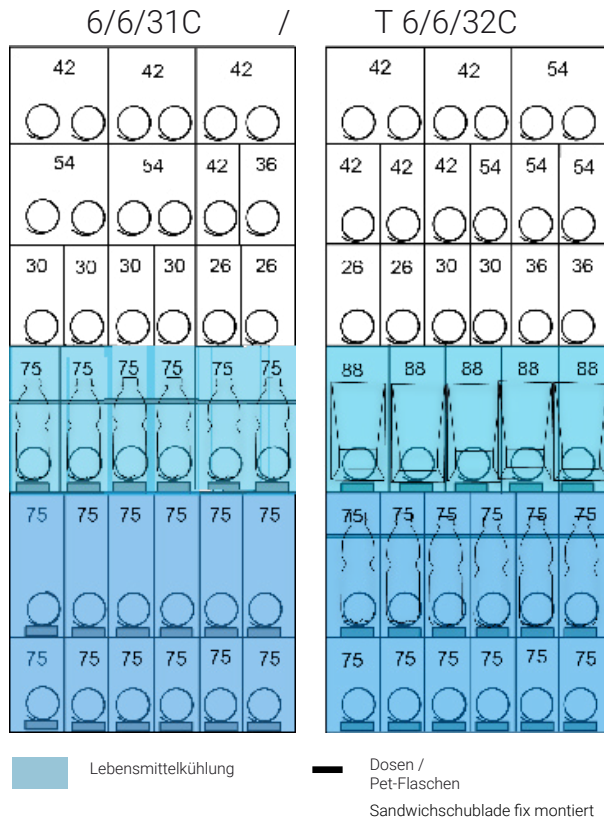 6/6/31C / T 6/6/32C
42 42 42
54 54 42 36
30 30 30 30 26 26
75 75 75 75 75 75
75 75 75 75 75 75
75 75 75 75 75 75
42 42 54
42 42 42 54 54 54
26 26 30 30 36 36
88 88 88 88 88
75 75 75 75 75 75
75 75 75 75 75 75
Lebensmittelkühlung
Dosen /
Pet-Flaschen
Sandwichschublade fix montiert